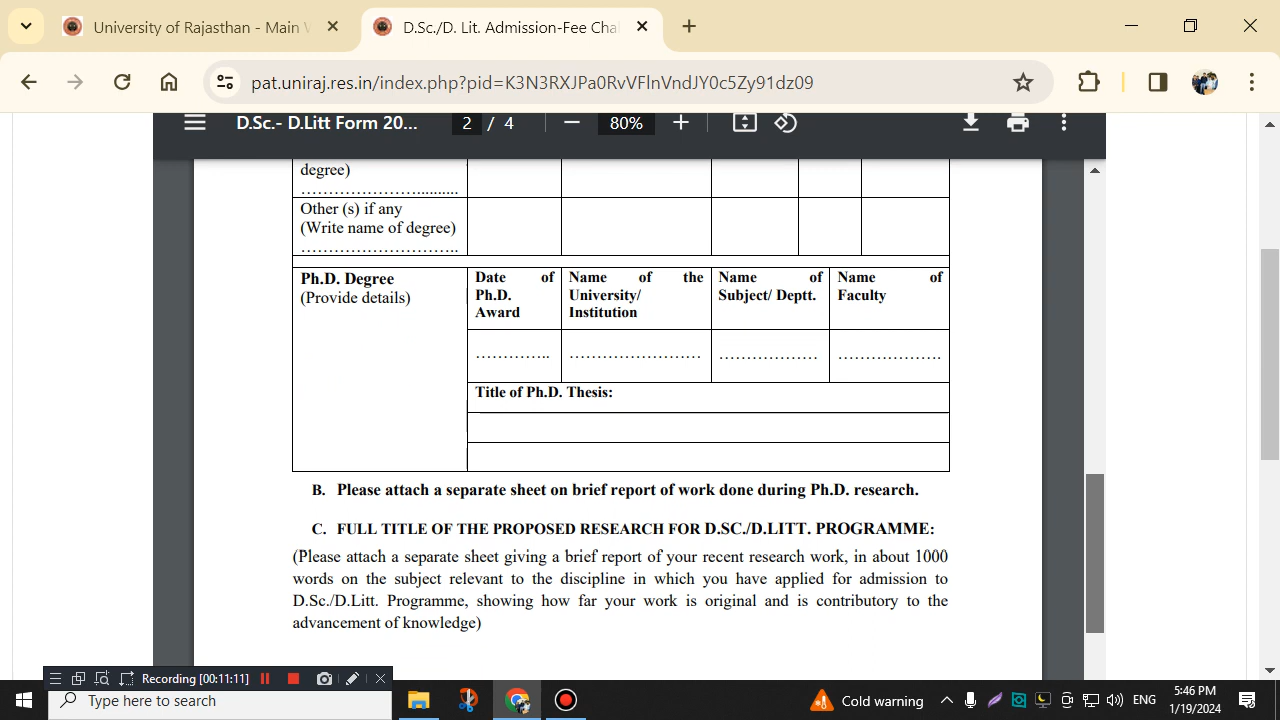 University of Rajasthan - Main
D.Sc./D. Lit. Admission-Fee Cha
pat.uniraj.res.in/index.php?pid=K3N3RXJPa0RvVFlnVndJY0c5Zy91dz09
D.Sc.- D.Litt Form 20... 2 / 4 80%
degree)
………………….........
Other (s) if any
(Write name of degree)
………………………..
Ph.D. Degree
(Provide details)
Date of Ph.D. Award
Name of the University/ Institution
Name of Subject/ Deptt.
Name of Faculty
………….. …………………… ……………… ……………….
Title of Ph.D. Thesis:
B. Please attach a separate sheet on brief report of work done during Ph.D. research.
C. FULL TITLE OF THE PROPOSED RESEARCH FOR D.SC./D.LITT. PROGRAMME:
(Please attach a separate sheet giving a brief report of your recent research work, in about 1000
words on the subject relevant to the discipline in which you have applied for admission to
D.Sc./D.Litt. Programme, showing how far your work is original and is contributory to the
advancement of knowledge)
Recording [00:11:11]
Type here to search
Cold warning
ENG
5:46 PM
1/19/2024